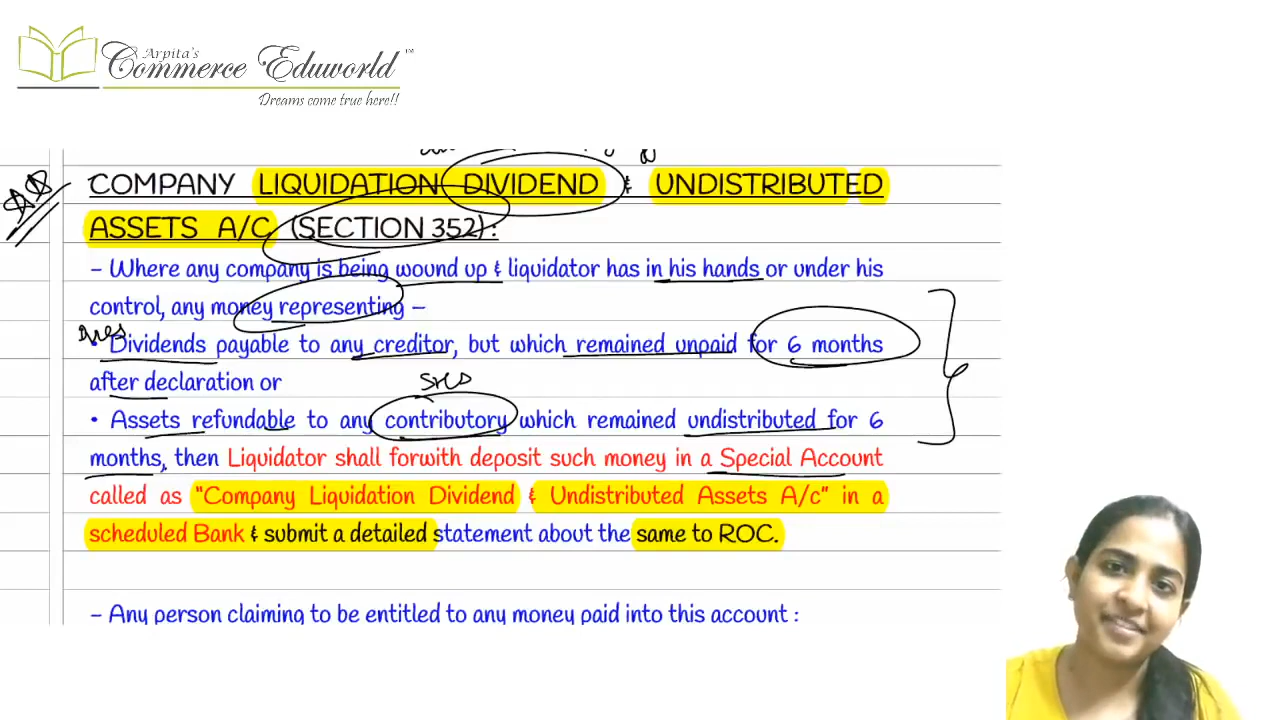 Arpita's
Commerce Eduworld™
Dreams come true here!!
COMPANY LIQUIDATION DIVIDEND & UNDISTRIBUTED
ASSETS A/C (SECTION 352) :
– Where any company is being wound up & liquidator has in his hands or under his
control, any money representing –
• Dividends payable to any creditor, but which remained unpaid for 6 months
after declaration or
• Assets refundable to any contributory which remained undistributed for 6
months, then Liquidator shall forwith deposit such money in a Special Account
called as "Company Liquidation Dividend & Undistributed Assets A/c" in a
scheduled Bank & submit a detailed statement about the same to ROC.
– Any person claiming to be entitled to any money paid into this account :